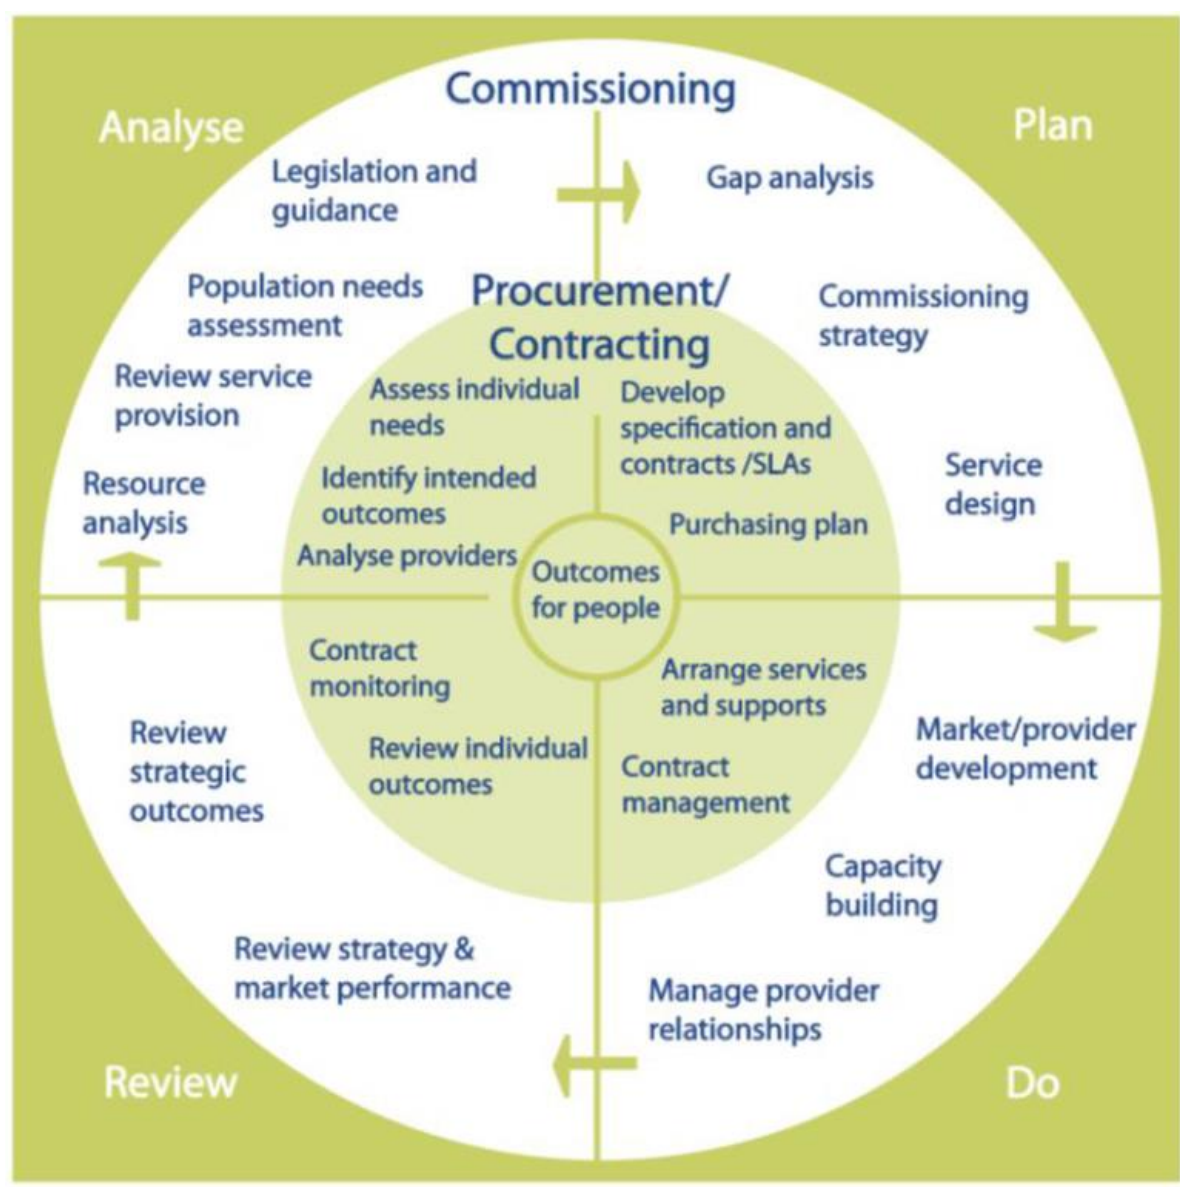 Commissioning
Analyse
Plan
Legislation and
guidance
Gap analysis
Population needs
assessment
Procurement/
Contracting
Commissioning
strategy
Review service
provision
Assess individual
needs
Develop
specification and
contracts /SLAs
Resource
analysis
Identify intended
outcomes
Service
design
Purchasing plan
Analyse providers
Outcomes
for people
Contract
monitoring
Arrange services
and supports
Review
strategic
outcomes
Review individual
outcomes
Contract
management
Market/provider
development
Capacity
building
Review strategy &
market performance
Manage provider
relationships
Review
Do